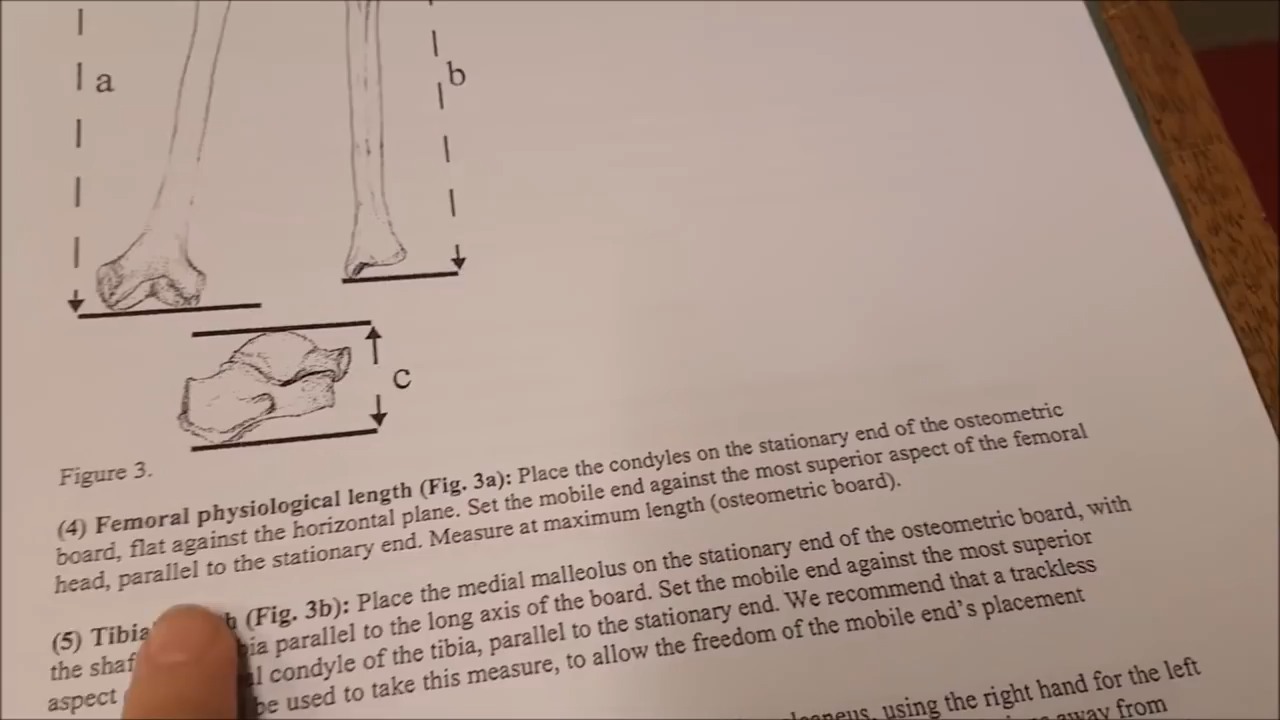 a
b
c
Figure 3.
(4) Femoral physiological length (Fig. 3a): Place the condyles on the stationary end of the osteometric
board, flat against the horizontal plane. Set the mobile end against the most superior aspect of the femoral
head, parallel to the stationary end. Measure at maximum length (osteometric board).
(5) (Fig. 3b): Place the medial malleolus on the stationary end of the osteometric board, with
the parallel to the long axis of the board. Set the mobile end against the most superior
aspect condyle of the tibia, parallel to the stationary end. We recommend that a trackless
be used to take this measure, to allow the freedom of the mobile end's placement
using the right hand for the left
away from